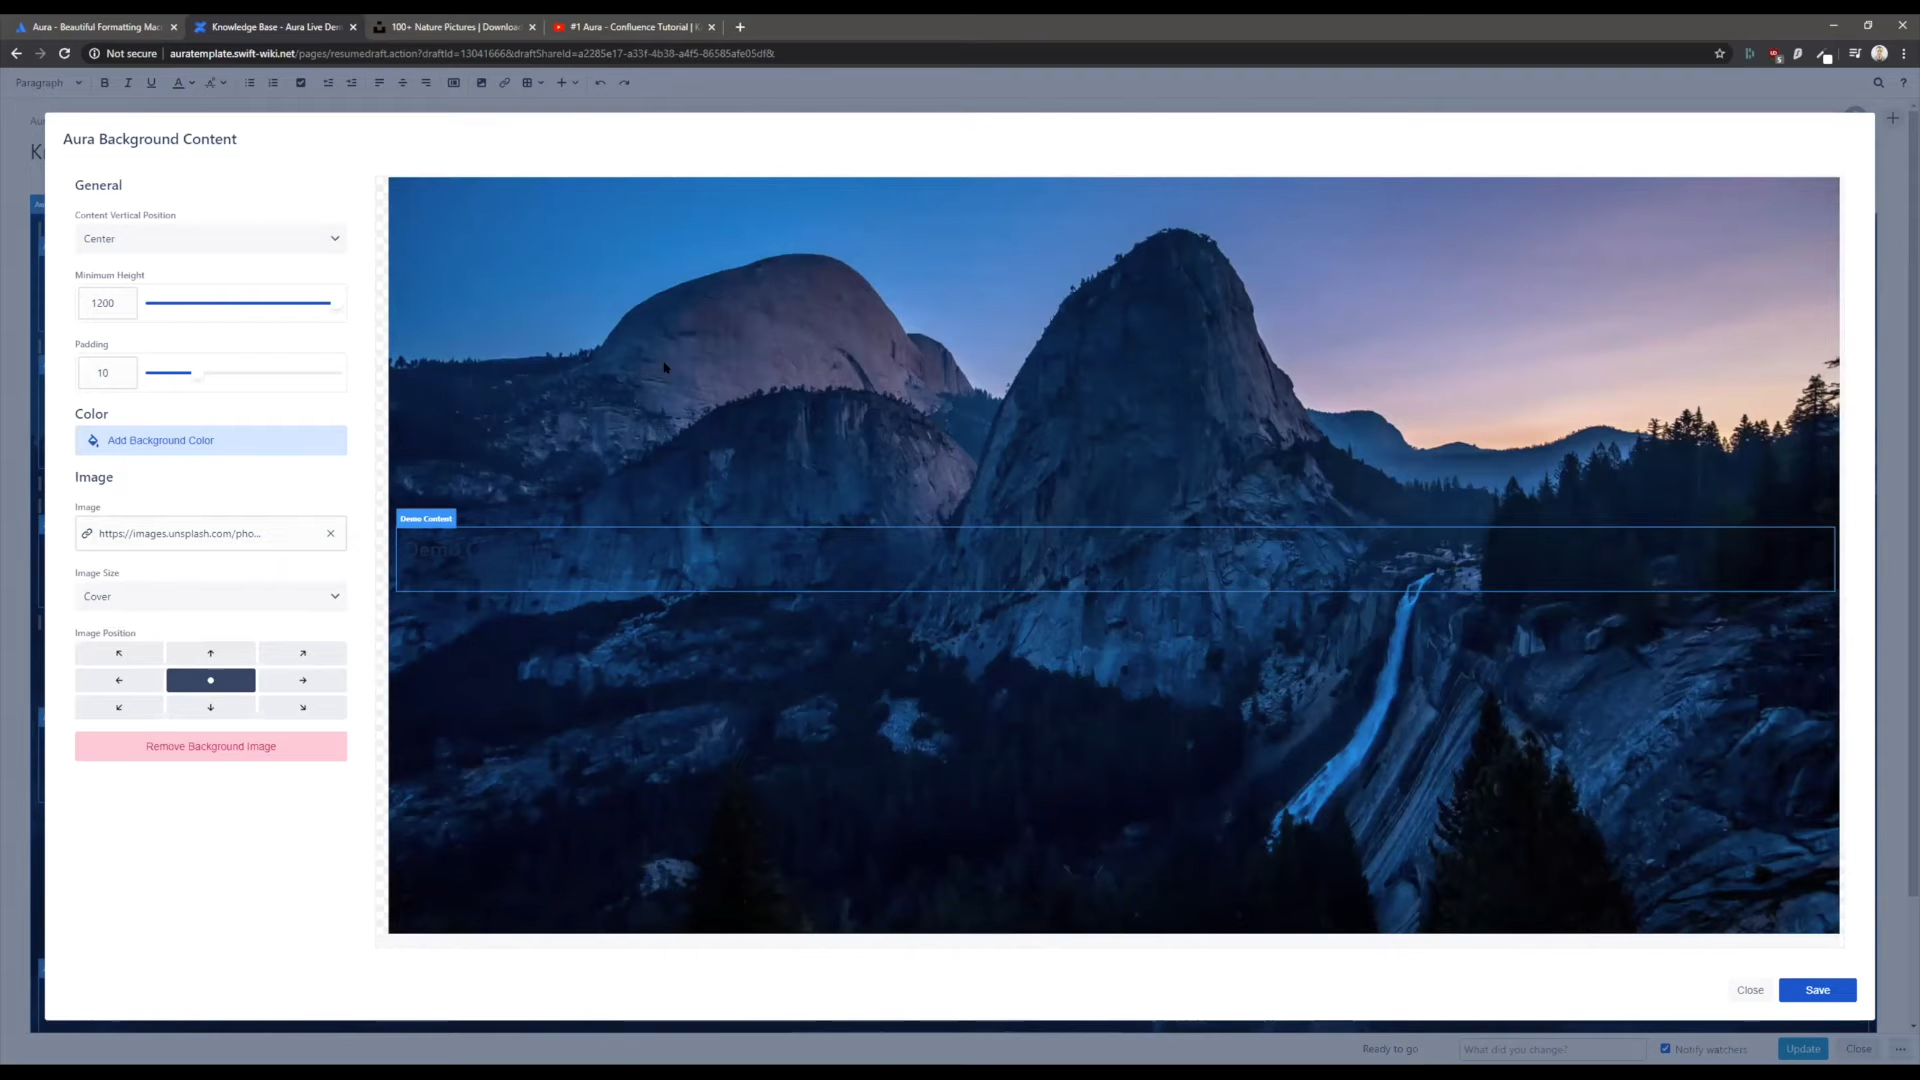 Aura - Beautiful Formatting Mac
Knowledge Base - Aura Live Dem
100+ Nature Pictures | Download
#1 Aura - Confluence Tutorial | K
Not secure
auratemplate.swift-wiki.net/pages/resumedraft.action?draftId=130416666&draftShareId=a2285e17-a33f-4b38-a4f5-86585afe05df&
Paragraph
B I U A
Au
K
Aura Background Content
General
Content Vertical Position
Center
Minimum Height
1200
Padding
10
Color
Add Background Color
Image
Image
https://images.unsplash.com/pho...
Image Size
Cover
Image Position
Remove Background Image
Demo Content
Demo
Close
Save
Ready to go
What did you change?
Notify watchers
Update
Close